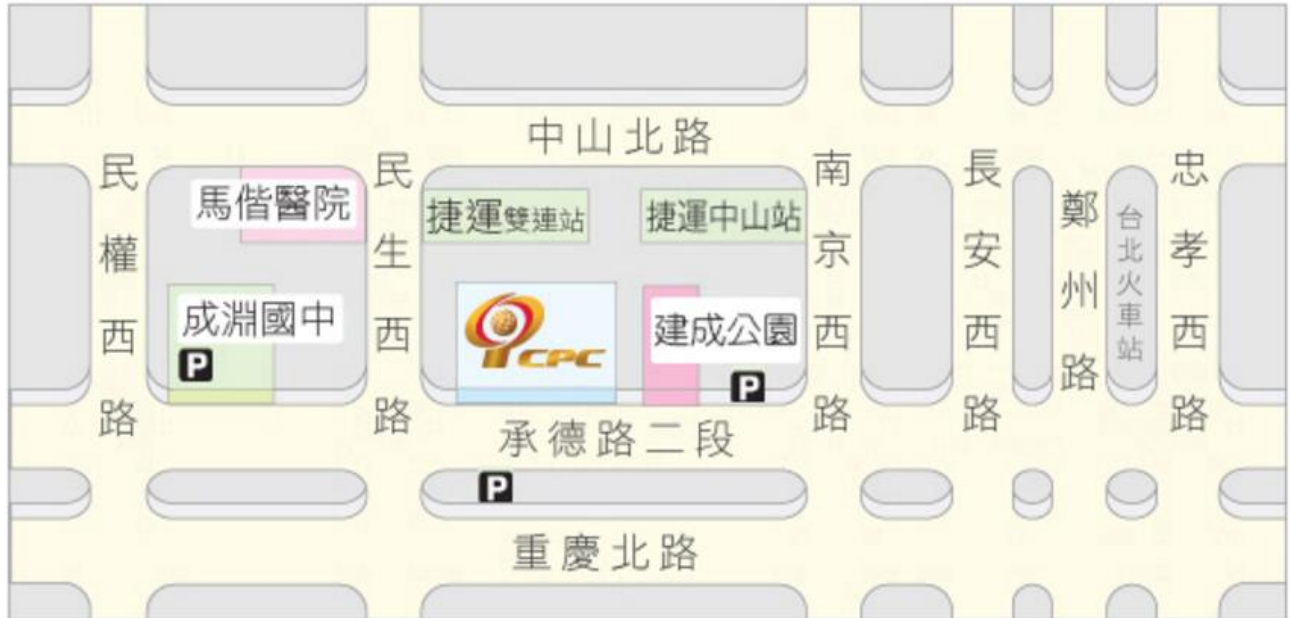 中山北路
民權西路
馬偕醫院
民生西路
捷運雙連站
捷運中山站
南京西路
長安西路
鄭州路
台北火車站
忠孝西路
成淵國中
P
CPC
建成公園
P
承德路二段
P
重慶北路